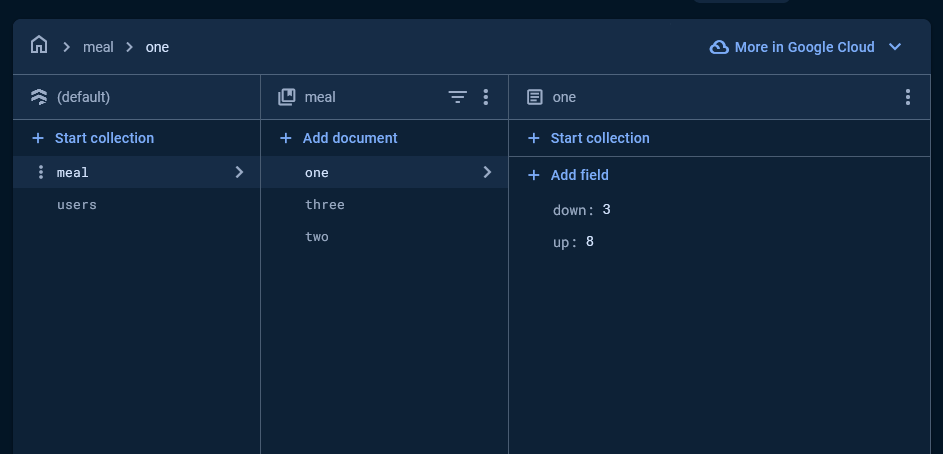 meal > one
More in Google Cloud
(default)
meal
one
+ Start collection
+ Add document
+ Start collection
meal
one
+ Add field
users
three
down: 3
two
up: 8